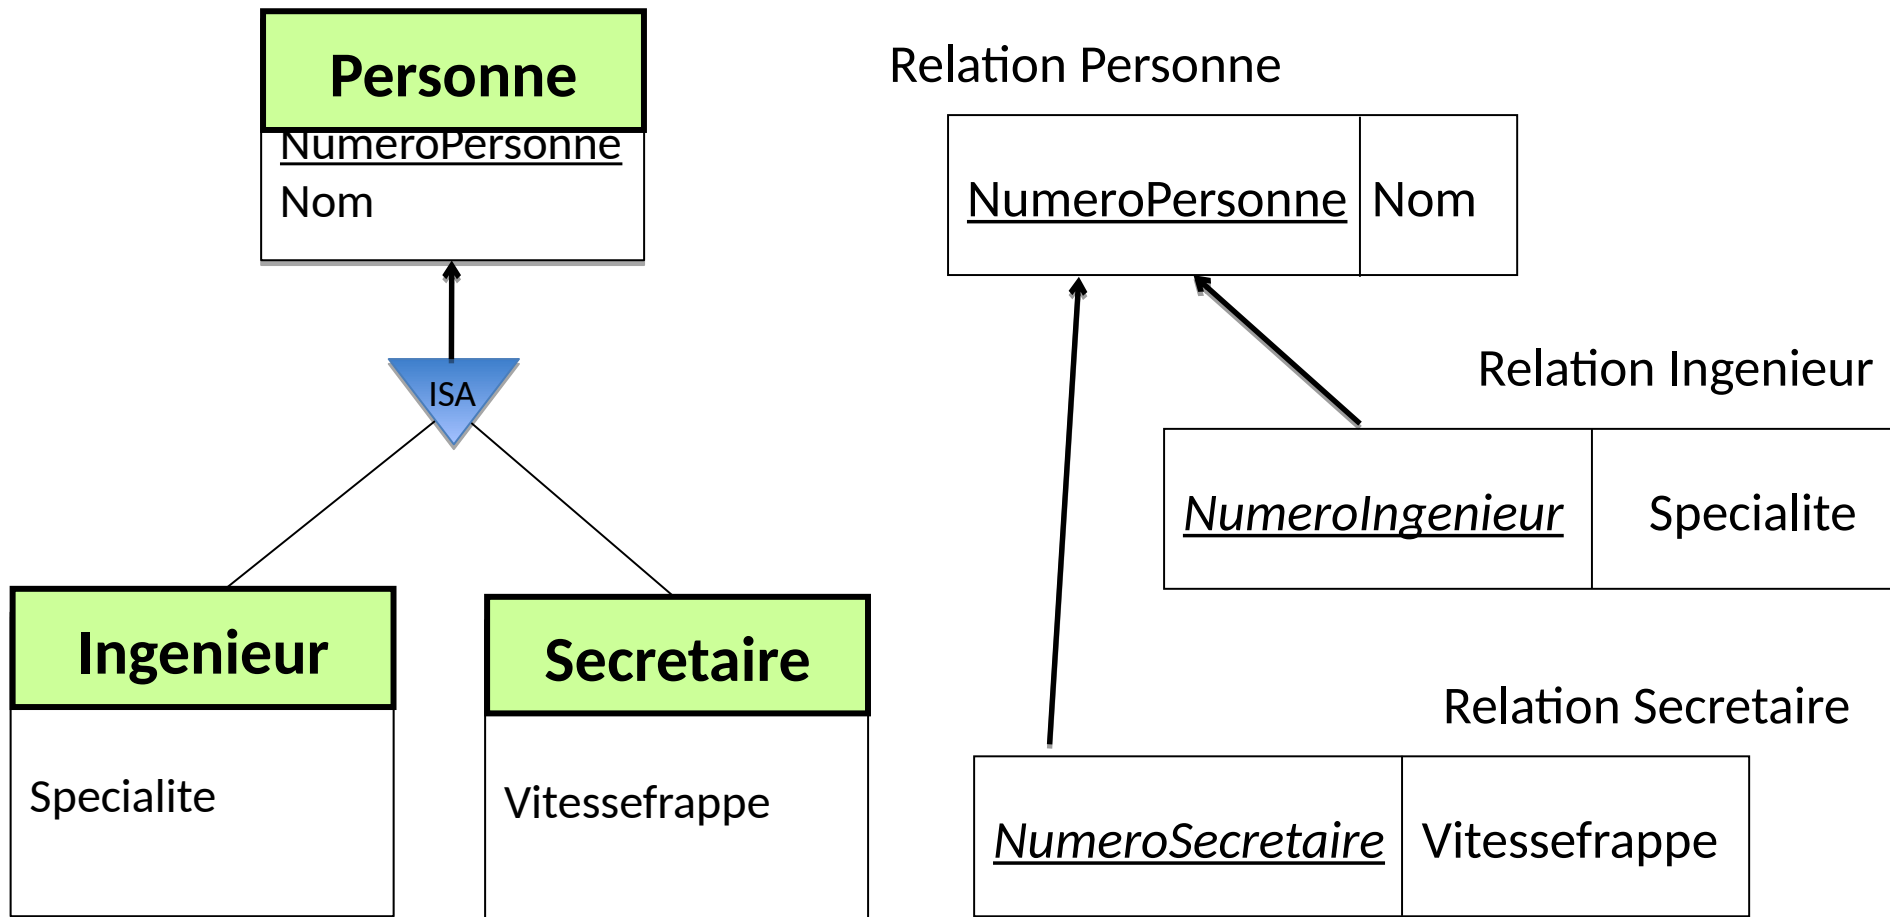 Personne
NumeroPersonne
Nom
ISA
Ingenieur
Specialite
Secretaire
Vitessefrappe
Relation Personne
NumeroPersonne
Nom
Relation Ingenieur
NumeroIngenieur
Specialite
Relation Secretaire
NumeroSecretaire
Vitessefrappe